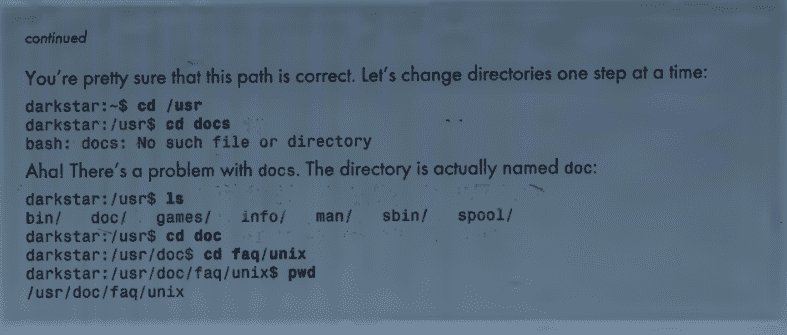 continued
You're pretty sure that this path is correct. Let's change directories one step at a time:
darkstar:~$ cd /usr
darkstar:/usr$ cd docs
bash: docs: No such file or directory
Aha! There's a problem with docs. The directory is actually named doc:
darkstar:/usr$ ls
bin/ doc/ games/ info/ man/ sbin/ spool/
darkstar:/usr$ cd doc
darkstar:/usr/doc$ cd faq/unix
darkstar:/usr/doc/faq/unix$ pwd
/usr/doc/faq/unix